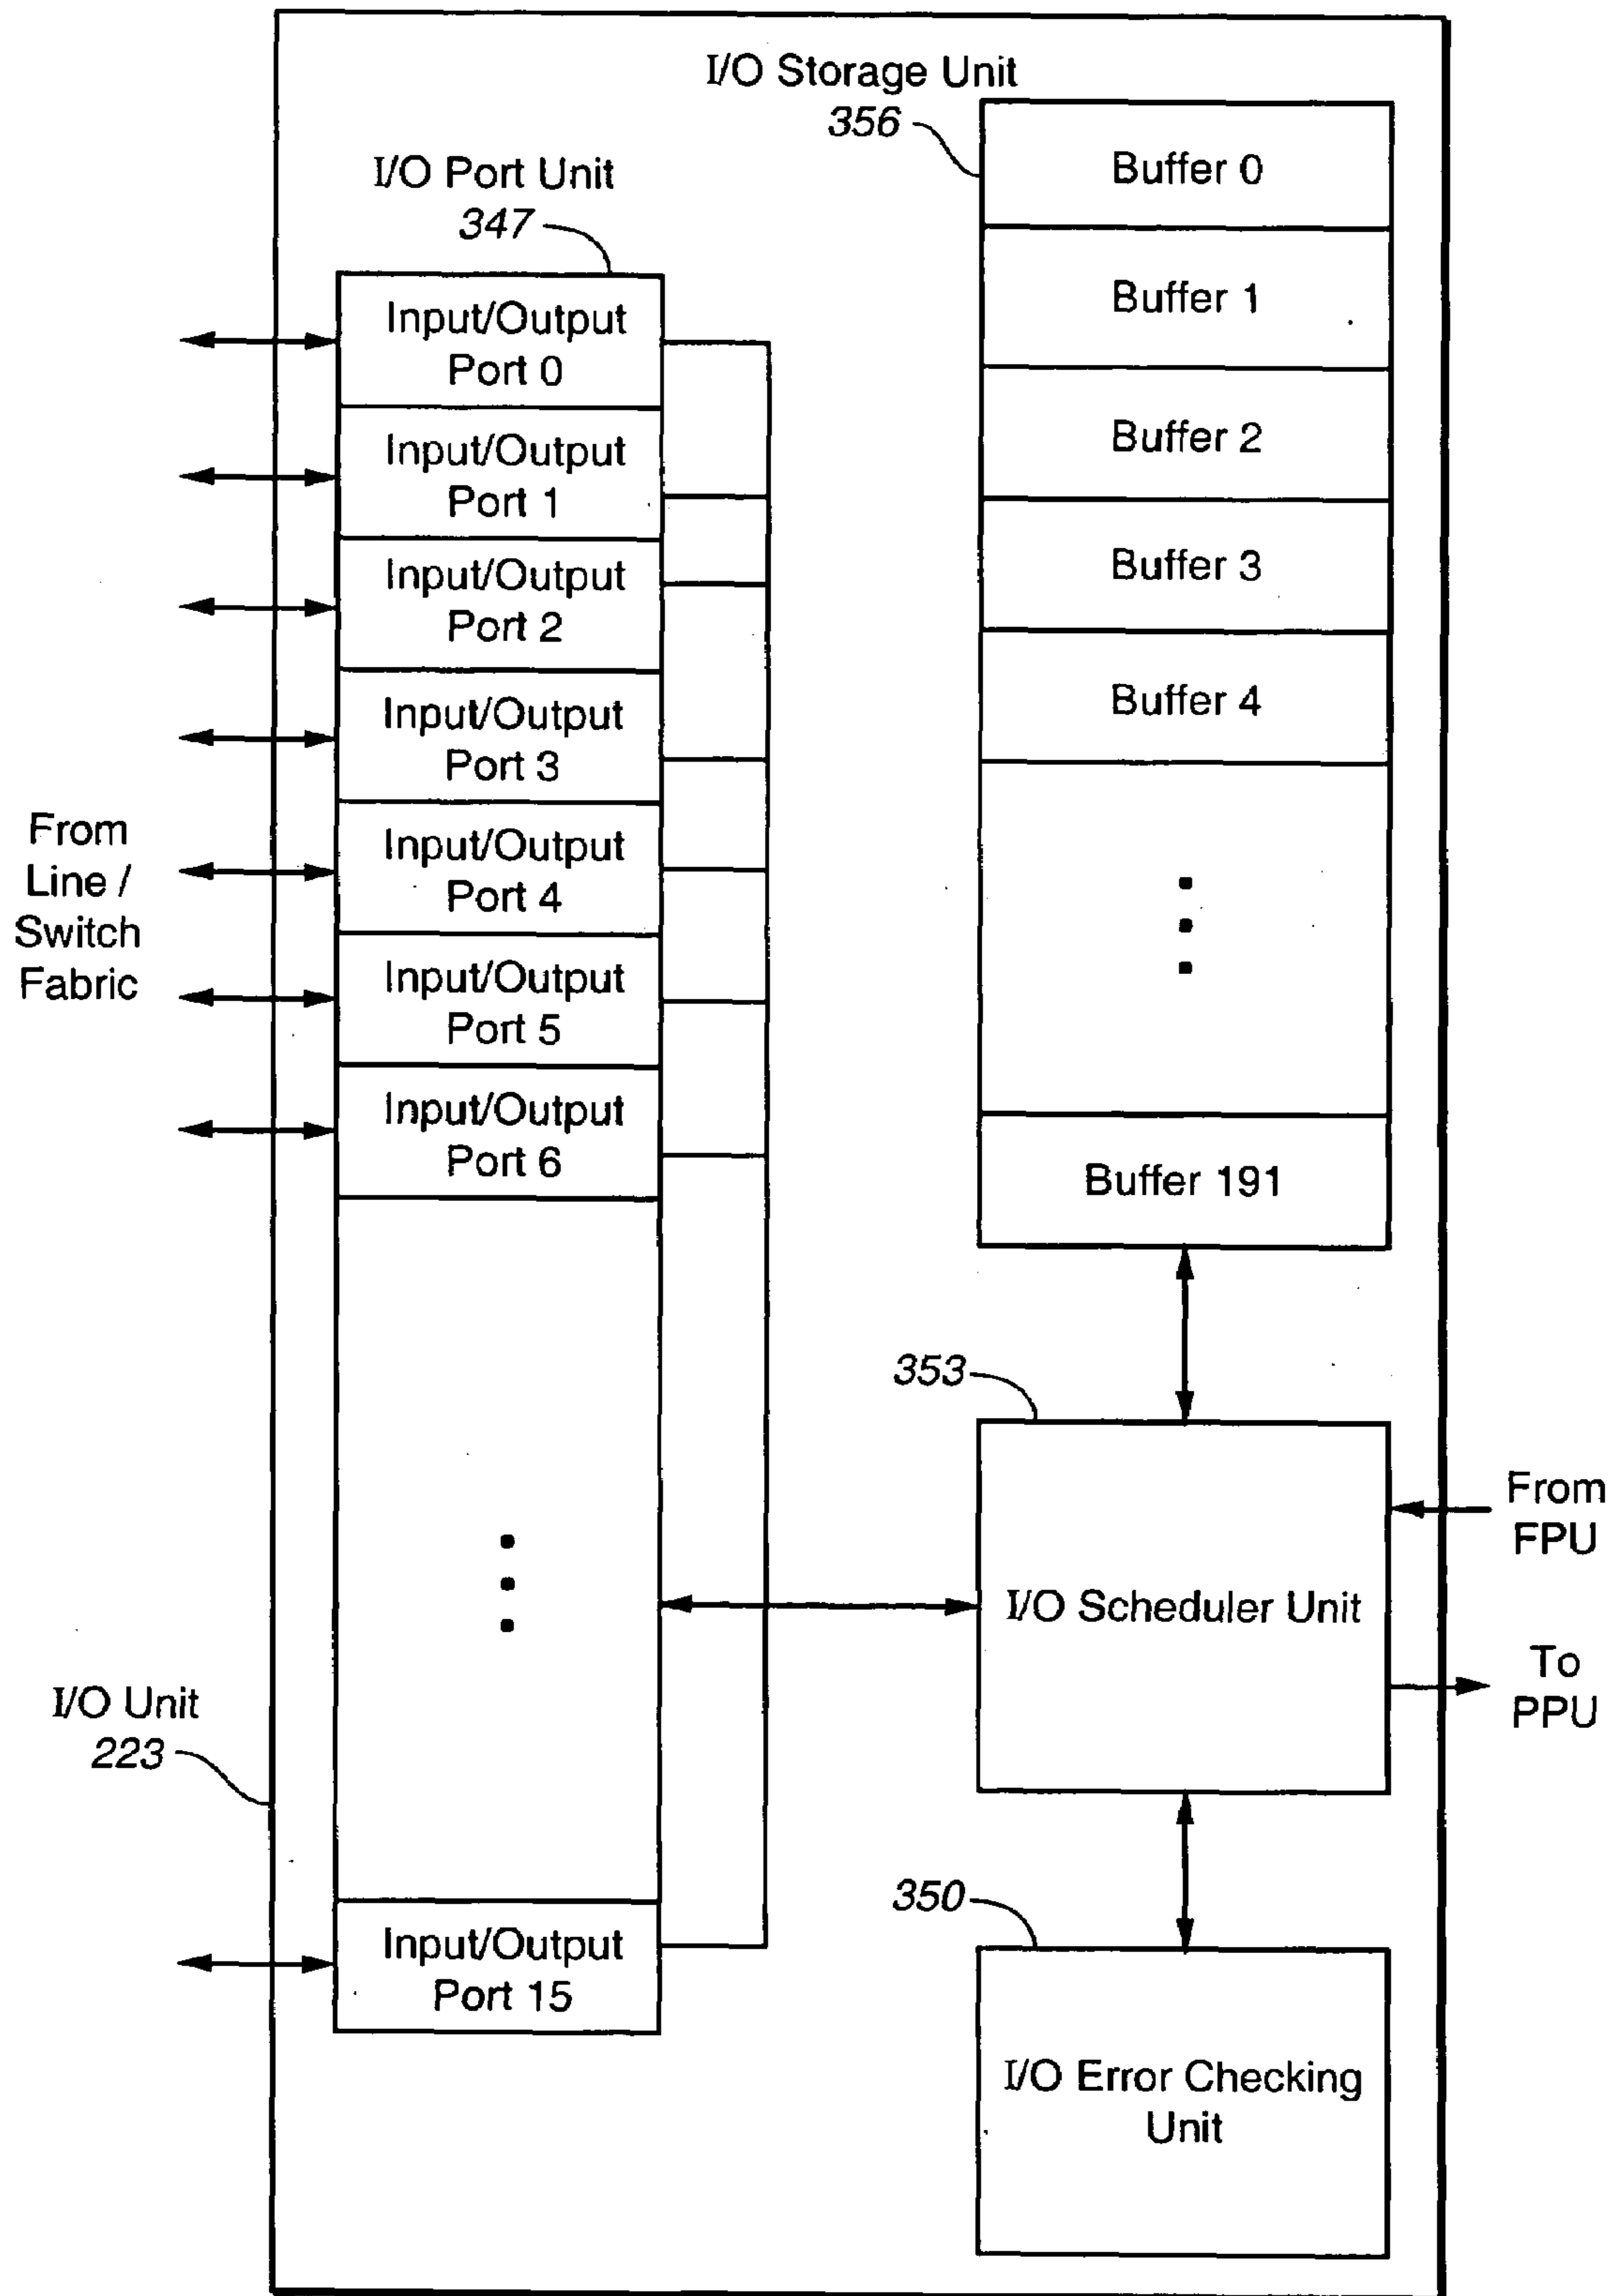 I/O Storage Unit
356
Buffer 0
Buffer 1
Buffer 2
Buffer 3
Buffer 4
Buffer 191
I/O Port Unit
347
Input/Output
Port 0
Input/Output
Port 1
Input/Output
Port 2
Input/Output
Port 3
Input/Output
Port 4
Input/Output
Port 5
Input/Output
Port 6
Input/Output
Port 15
From
Line /
Switch
Fabric
I/O Unit
223
353
I/O Scheduler Unit
From
FPU
To
PPU
350
I/O Error Checking
Unit